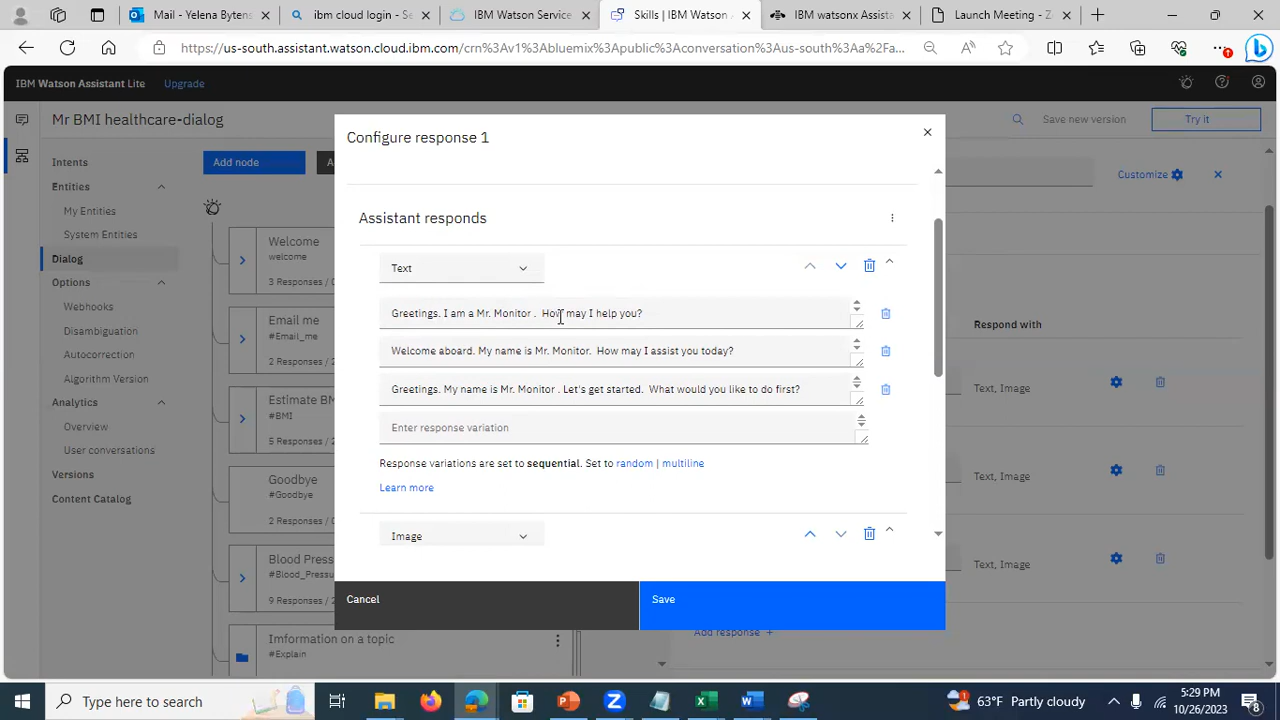 Mail - Yelena Bytens
ibm cloud login - Se
IBM Watson Service
Skills | IBM Watson
IBM watsonx Assista
Launch Meeting - Z
https://us-south.assistant.watson.cloud.ibm.com/crn%3Av1%3Abluemix%3Apublic%3Aconversation%3Aus-south%3Aa%2Fa...
IBM Watson Assistant Lite
Upgrade
Mr BMI healthcare-dialog
Save new version
Try it
Intents
Entities
My Entities
System Entities
Dialog
Options
Webhooks
Disambiguation
Autocorrection
Algorithm Version
Analytics
Overview
User conversations
Versions
Content Catalog
Add node
A
Welcome
welcome
3 Responses /
Email me
#Email_me
2 Responses / 2
Estimate BM
#BMI
5 Responses /
Goodbye
#Goodbye
2 Responses / 0
Blood Press
#Blood_Pressu
9 Responses /
Imformation on a topic
#Explain
Configure response 1
Assistant responds
Text
Greetings. I am a Mr. Monitor . How may I help you?
Welcome aboard. My name is Mr. Monitor. How may I assist you today?
Greetings. My name is Mr. Monitor . Let's get started. What would you like to do first?
Enter response variation
Response variations are set to sequential. Set to random | multiline
Learn more
Image
Cancel
Save
Customize
Respond with
Text, Image
Text, Image
Text, Image
Add response +
Type here to search
63°F Partly cloudy
5:29 PM
10/26/2023
8